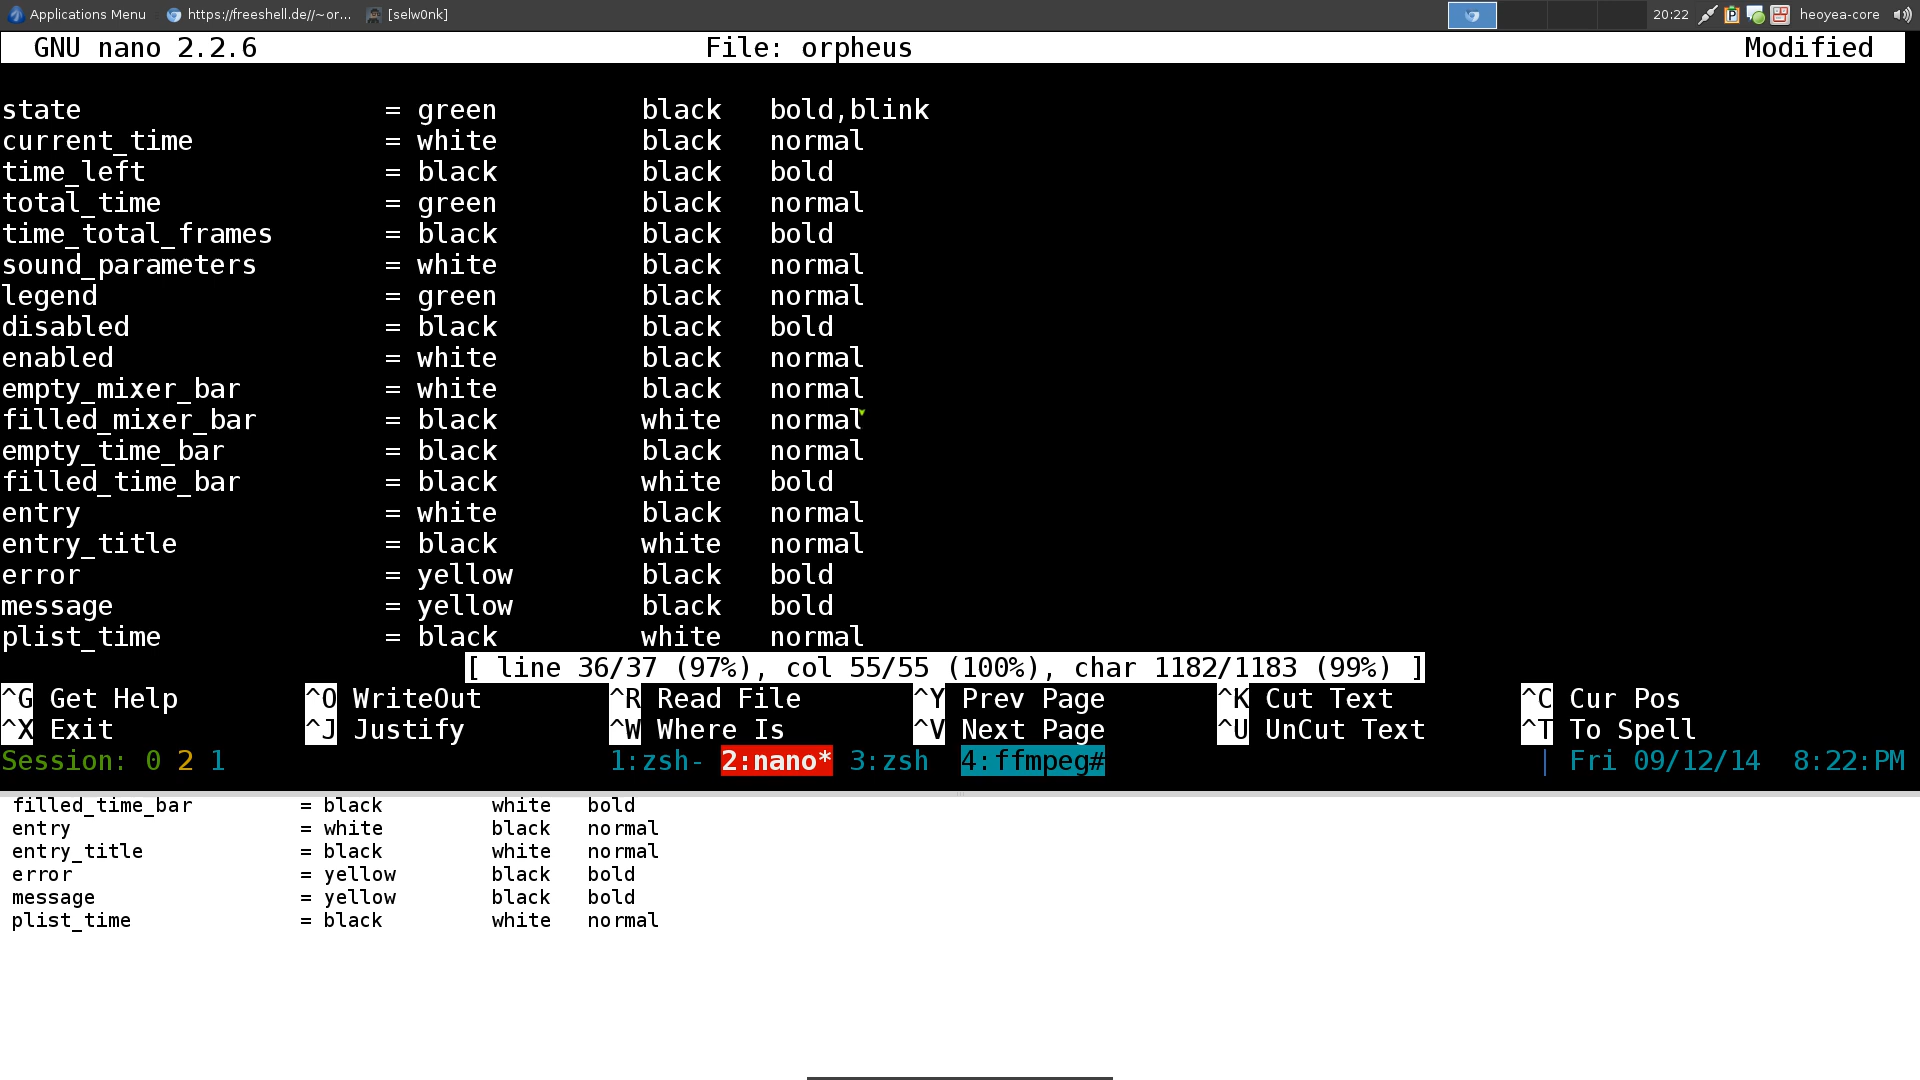 Applications Menu https://freeshell.de//~or... [selw0nk] 20:22 heoyea-core
GNU nano 2.2.6 File: orpheus Modified
state = green black bold,blink
current_time = white black normal
time_left = black black bold
total_time = green black normal
time_total_frames = black black bold
sound_parameters = white black normal
legend = green black normal
disabled = black black bold
enabled = white black normal
empty_mixer_bar = white black normal
filled_mixer_bar = black white normal
empty_time_bar = black black normal
filled_time_bar = black white bold
entry = white black normal
entry_title = black white normal
error = yellow black bold
message = yellow black bold
plist_time = black white normal
[ line 36/37 (97%), col 55/55 (100%), char 1182/1183 (99%) ]
^G Get Help ^O WriteOut ^R Read File ^Y Prev Page ^K Cut Text ^C Cur Pos
^X Exit ^J Justify ^W Where Is ^V Next Page ^U UnCut Text ^T To Spell
Session: 0 2 1 1:zsh- 2:nano* 3:zsh 4:ffmpeg# | Fri 09/12/14 8:22:PM
filled_time_bar = black white bold
entry = white black normal
entry_title = black white normal
error = yellow black bold
message = yellow black bold
plist_time = black white normal